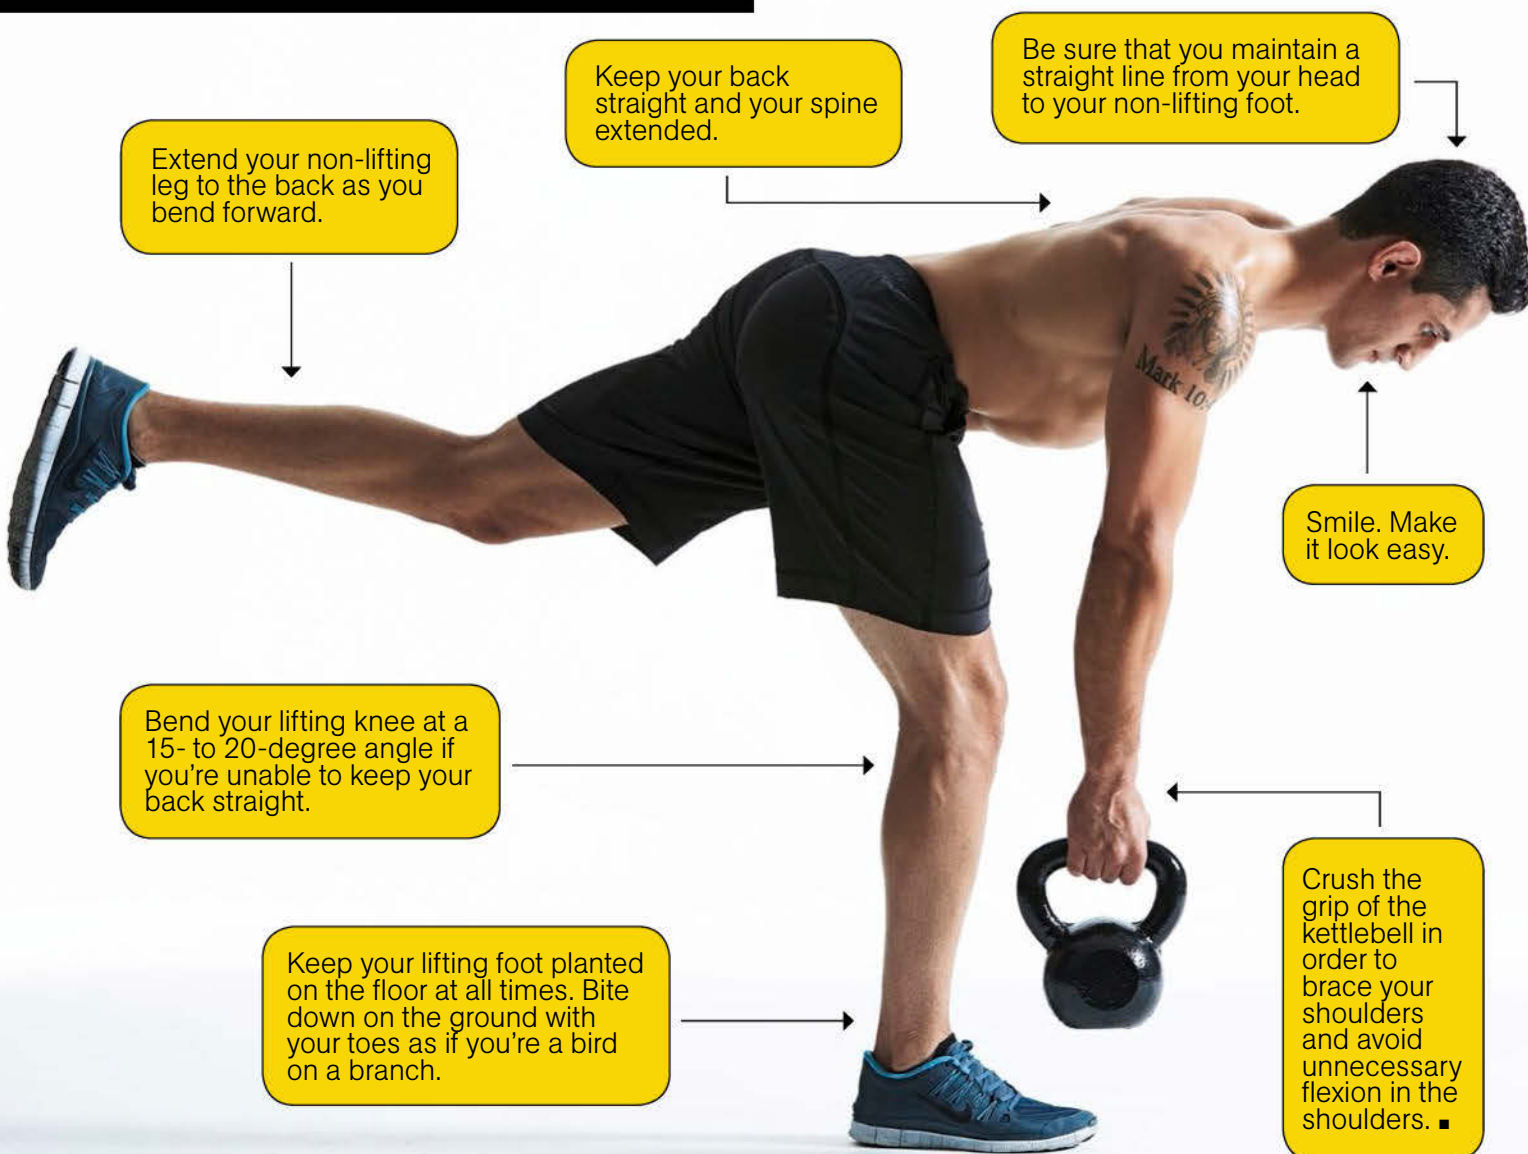 Be sure that you maintain a
straight line from your head
to your non-lifting foot.
Keep your back
straight and your spine
extended.
Extend your non-lifting
leg to the back as you
bend forward.
Mark 10:
Smile. Make
it look easy.
Bend your lifting knee at a
15- to 20-degree angle if
you're unable to keep your
back straight.
Crush the
grip of the
kettlebell in
order to
brace your
shoulders
and avoid
unnecessary
flexion in the
shoulders. ■
Keep your lifting foot planted
on the floor at all times. Bite
down on the ground with
your toes as if you're a bird
on a branch.